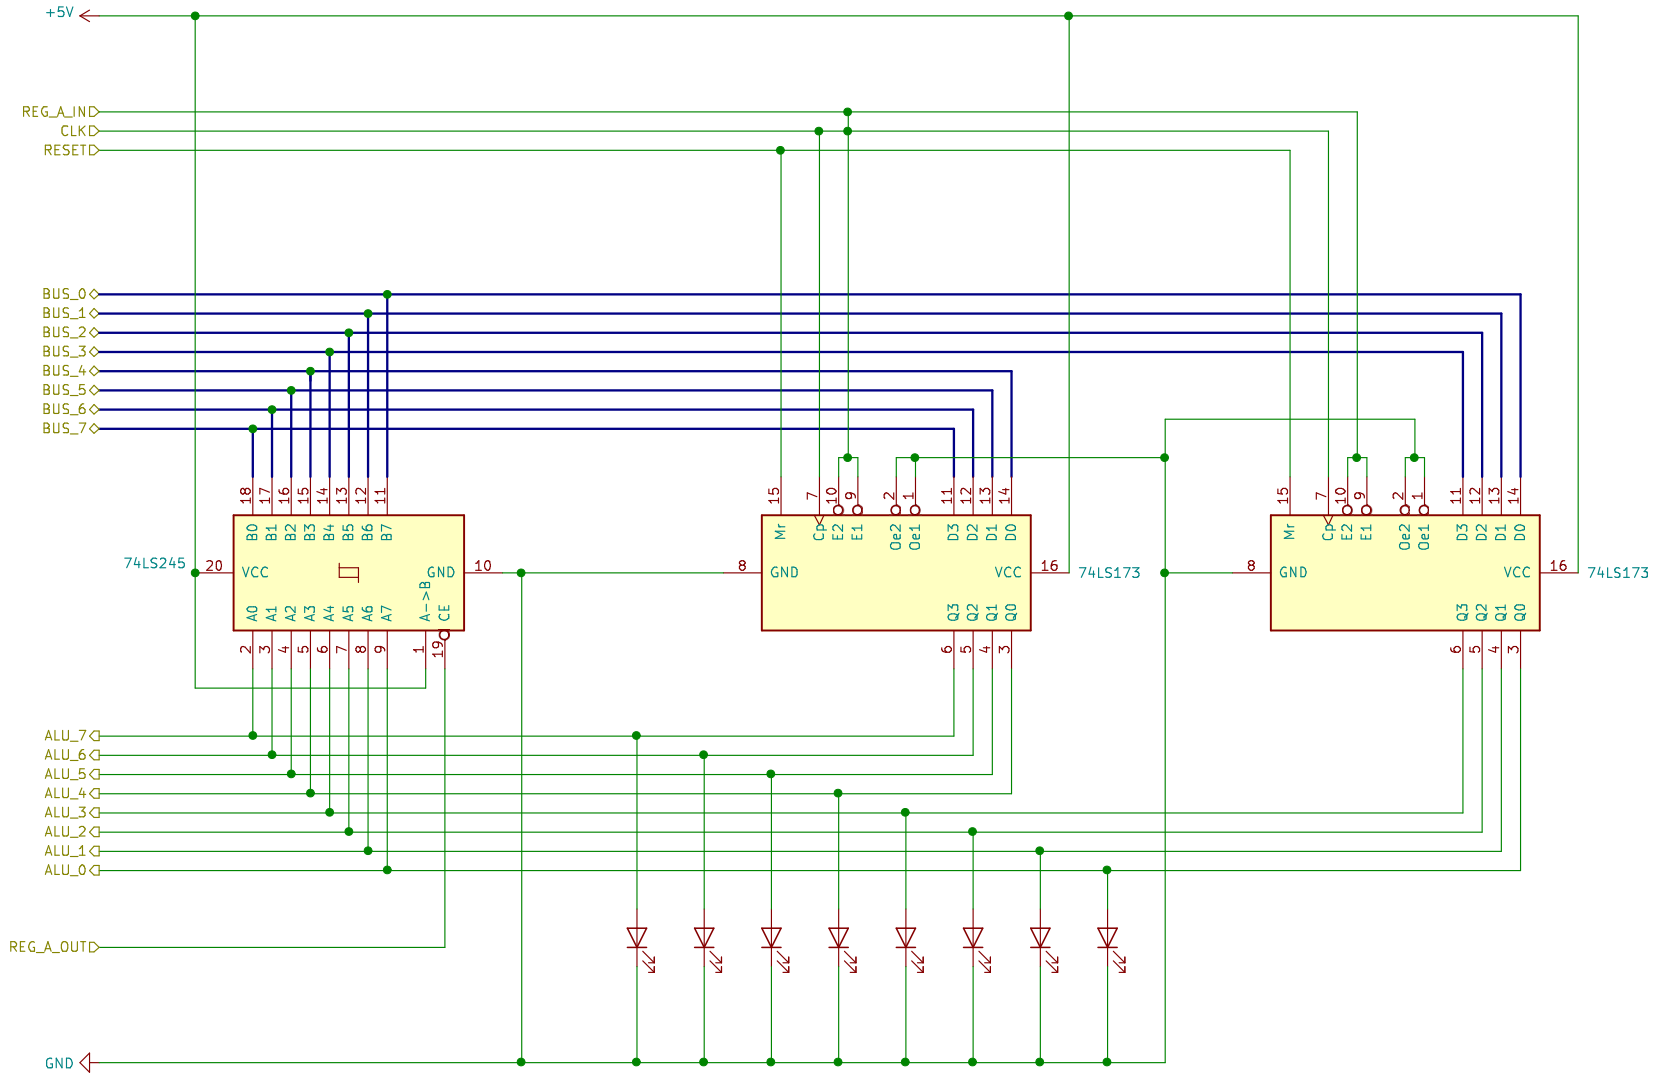 +5V
REG_A_IN
CLK
RESET
BUS_0
BUS_1
BUS_2
BUS_3
BUS_4
BUS_5
BUS_6
BUS_7
18 17 16 15 14 13 12 11
B0 B1 B2 B3 B4 B5 B6 B7
74LS245
20 VCC GND 10
A0 A1 A2 A3 A4 A5 A6 A7 A->B CE
2 3 4 5 6 7 8 9 1 19
15 7 10 9 2 1 11 12 13 14
Mr Cp E2 E1 Oe2 Oe1 D3 D2 D1 D0
8 GND VCC 16 74LS173
Q3 Q2 Q1 Q0
6 5 4 3
15 7 10 9 2 1 11 12 13 14
Mr Cp E2 E1 Oe2 Oe1 D3 D2 D1 D0
8 GND VCC 16 74LS173
Q3 Q2 Q1 Q0
6 5 4 3
ALU_7
ALU_6
ALU_5
ALU_4
ALU_3
ALU_2
ALU_1
ALU_0
REG_A_OUT
GND